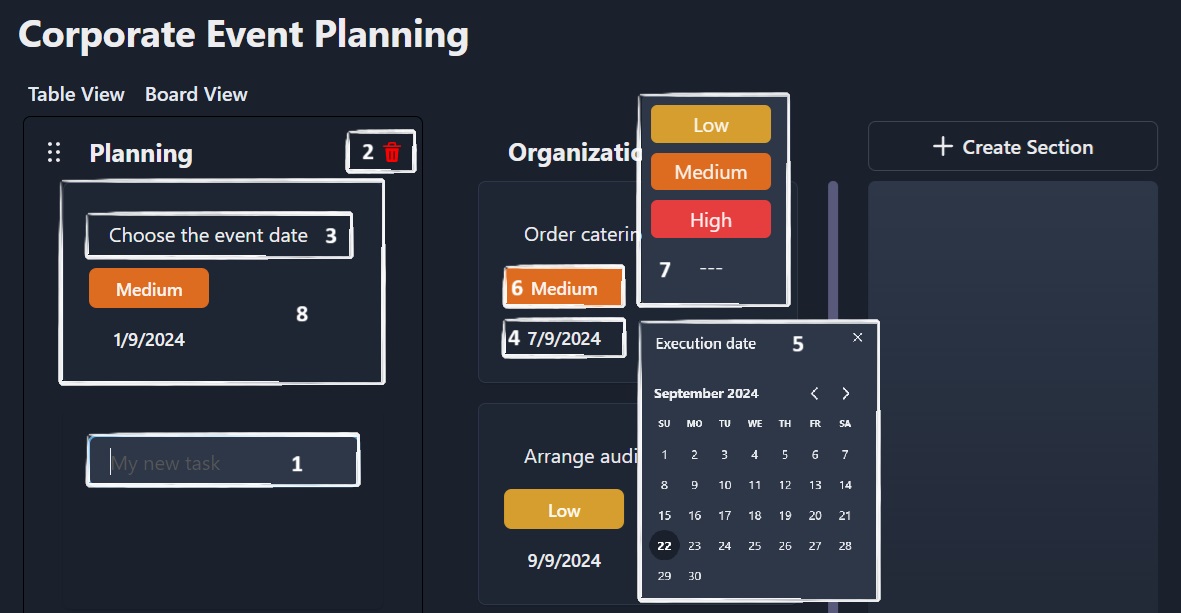 Corporate Event Planning
Table View Board View
Planning
2
Choose the event date 3
Medium
8
1/9/2024
My new task 1
Organizatio
Order caterin
6 Medium
4 7/9/2024
Arrange audi
Low
9/9/2024
Low
Medium
High
7 ---
Execution date 5
September 2024
SU MO TU WE TH FR SA
1 2 3 4 5 6 7
8 9 10 11 12 13 14
15 16 17 18 19 20 21
22 23 24 25 26 27 28
29 30
Create Section